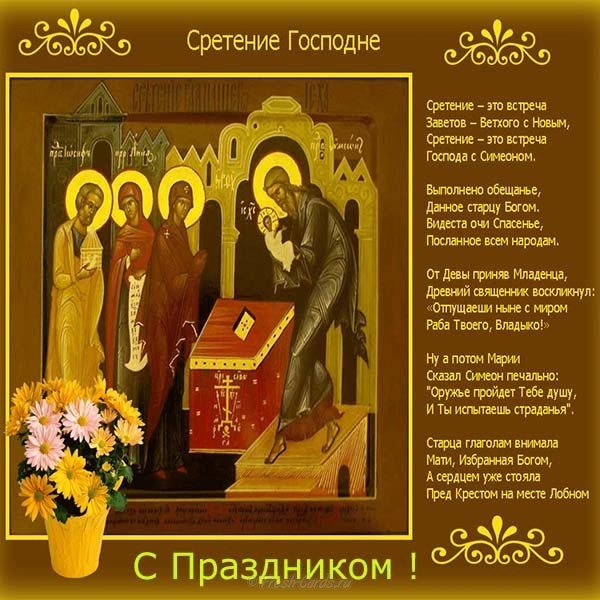 Сретение Господне
Сретение – это встреча
Заветов – Ветхого с Новым,
Сретение – это встреча
Господа с Симеоном.
Выполнено обещанье,
Данное старцу Богом.
Видеста очи Спасенье,
Посланное всем народам.
От Девы приняв Младенца,
Древний священник воскликнул:
«Отпущаеши ныне с миром
Раба Твоего, Владыко!»
Ну а потом Марии
Сказал Симеон печально:
"Оружье пройдет Тебе душу,
И Ты испытаешь страданья".
Старца глаголам внимала
Мати, Избранная Богом,
А сердцем уже стояла
Пред Крестом на месте Лобном
С Праздником !
© Fresh-Cards.ru